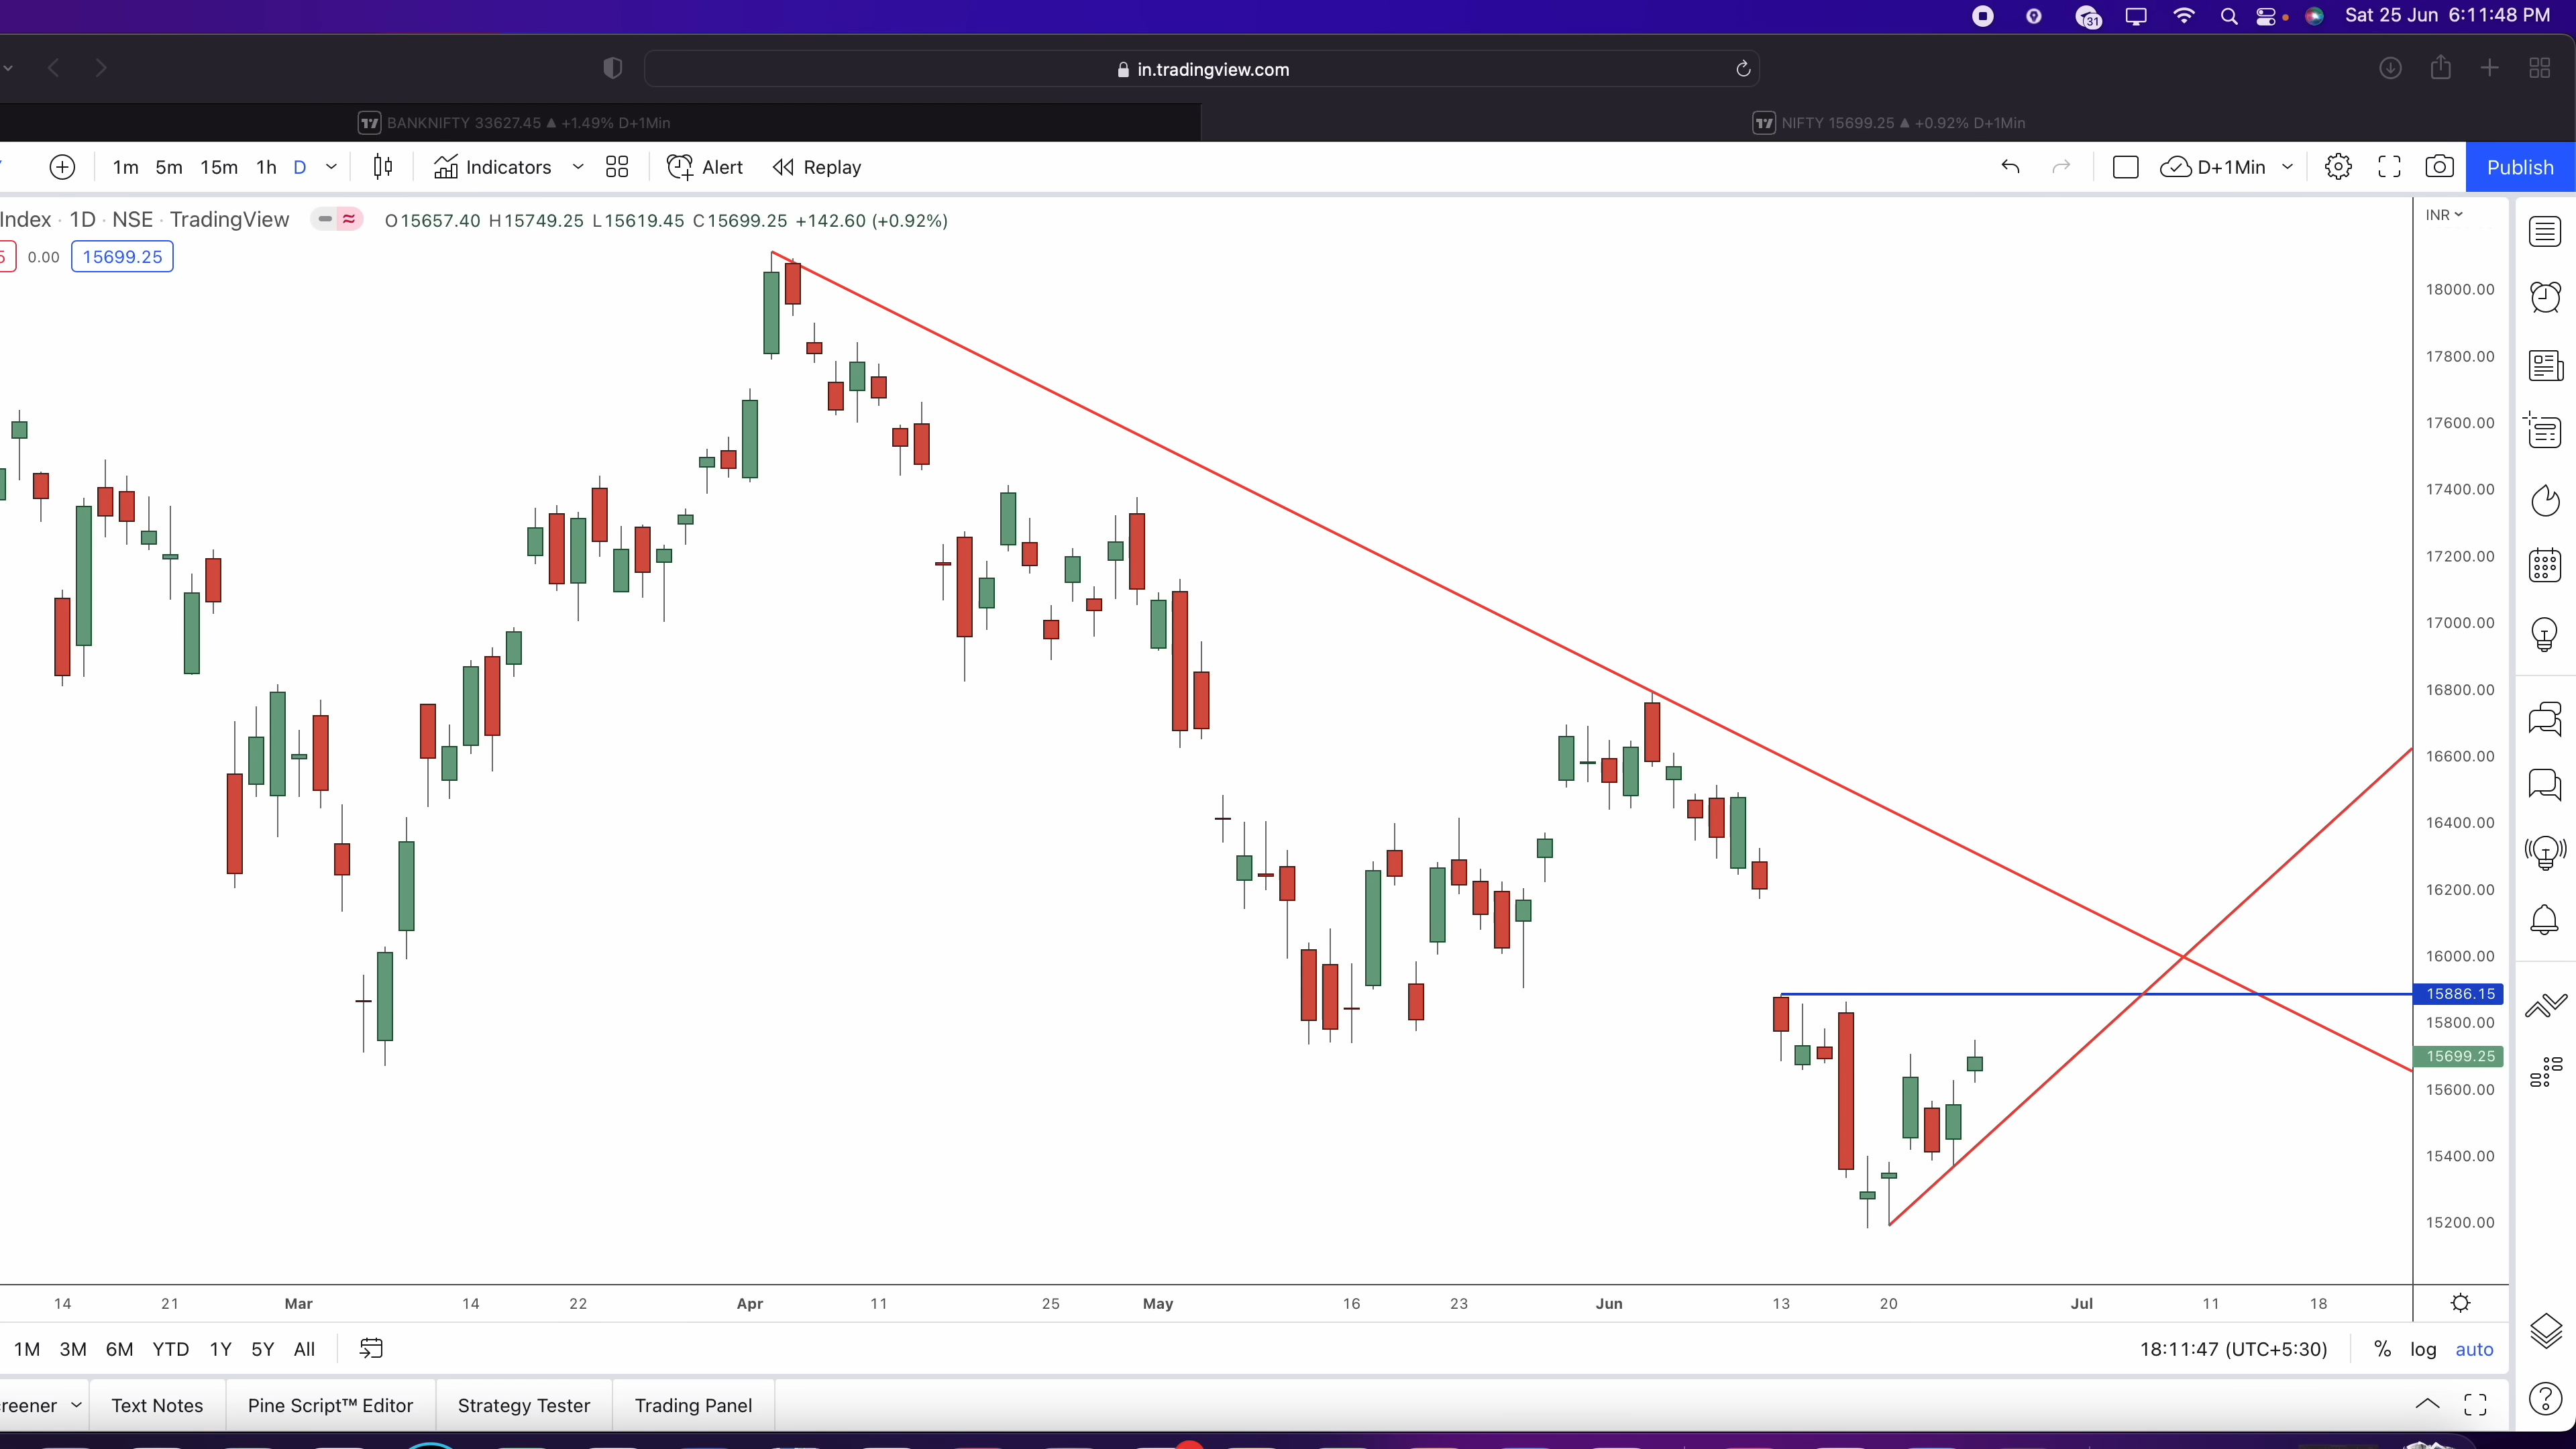 Sat 25 Jun 6:11:48 PM
31
in.tradingview.com
BANKNIFTY 33627.45 ▲ +1.49% D+1Min
NIFTY 15699.25 ▲ +0.92% D+1Min
1m 5m 15m 1h D Indicators Alert Replay D+1Min Publish
Index · 1D · NSE · TradingView O15657.40 H15749.25 L15619.45 C15699.25 +142.60 (+0.92%)
INR
5 0.00 15699.25
18000.00
17800.00
17600.00
17400.00
17200.00
17000.00
16800.00
16600.00
16400.00
16200.00
16000.00
15886.15
15800.00
15699.25
15600.00
15400.00
15200.00
14 21 Mar 14 22 Apr 11 25 May 16 23 Jun 13 20 Jul 11 18
1M 3M 6M YTD 1Y 5Y All 18:11:47 (UTC+5:30) % log auto
reener Text Notes Pine Script™ Editor Strategy Tester Trading Panel